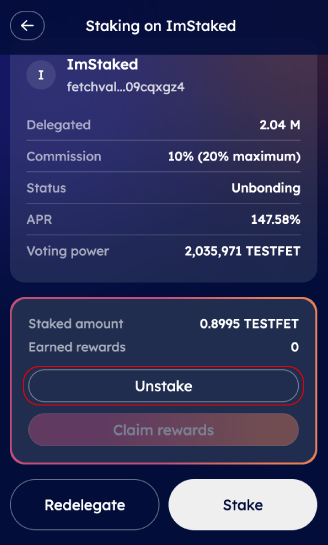 Staking on ImStaked
I
ImStaked
fetchval...09cqxgz4
Delegated 2.04 M
Commission 10% (20% maximum)
Status Unbonding
APR 147.58%
Voting power 2,035,971 TESTFET
Staked amount 0.8995 TESTFET
Earned rewards 0
Unstake
Claim rewards
Redelegate Stake